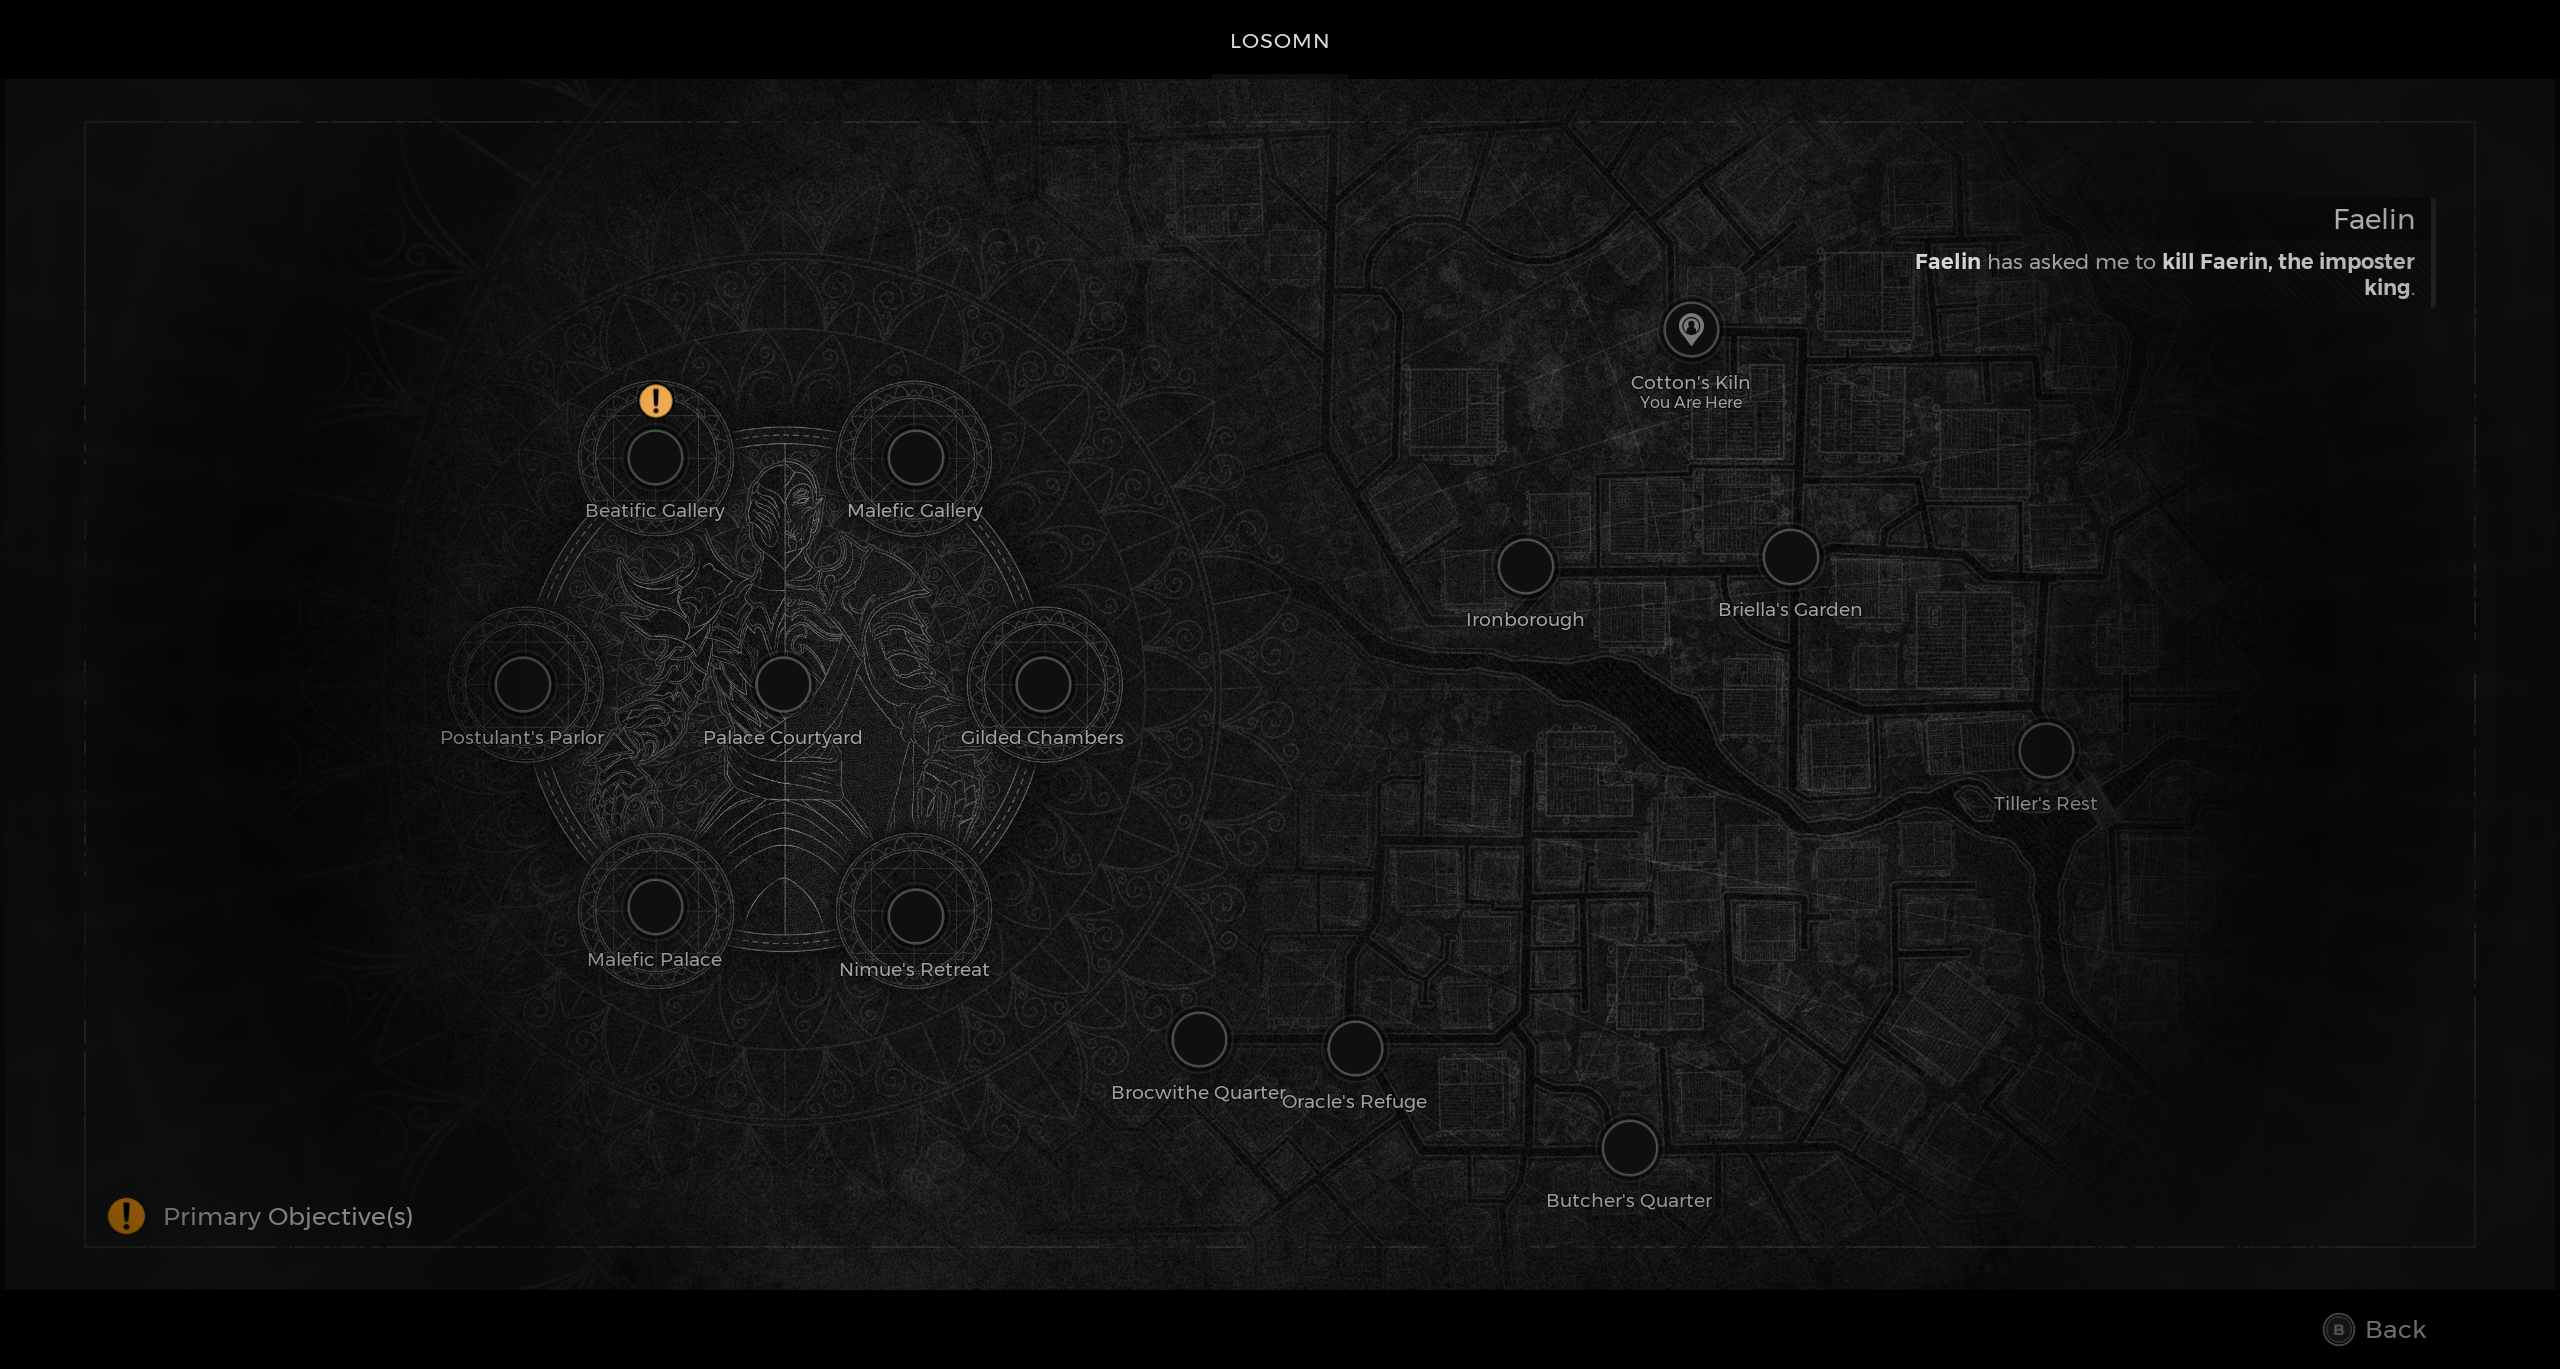 LOSOMN
Faelin
Faelin has asked me to kill Faerin, the imposter
king.
Cotton's Kiln
You Are Here
Beatific Gallery
Malefic Gallery
Ironborough
Briella's Garden
Postulant's Parlor
Palace Courtyard
Gilded Chambers
Tiller's Rest
Malefic Palace
Nimue's Retreat
Brocwithe Quarter
Oracle's Refuge
Butcher's Quarter
! Primary Objective(s)
B Back